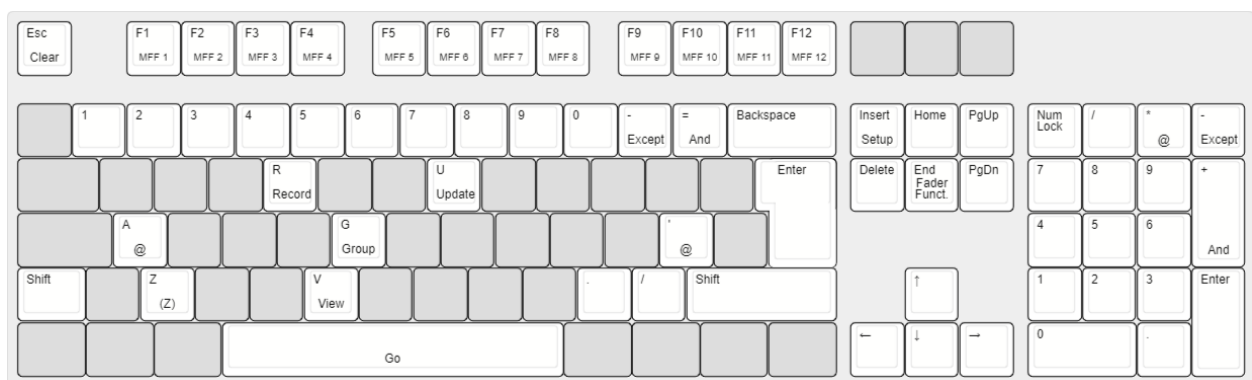 Esc F1 F2 F3 F4 F5 F6 F7 F8 F9 F10 F11 F12
Clear MFF 1 MFF 2 MFF 3 MFF 4 MFF 5 MFF 6 MFF 7 MFF 8 MFF 9 MFF 10 MFF 11 MFF 12
1 2 3 4 5 6 7 8 9 0 - = Backspace Insert Home PgUp Num / * -
Lock
Except And Setup @ Except
R U Enter Delete End PgDn 7 8 9 +
Record Update Fader
Funct.
A G ' 4 5 6
@ Group @ And
Shift Z V . / Shift ↑ 1 2 3 Enter
(Z) View
← ↓ → 0 .
Go